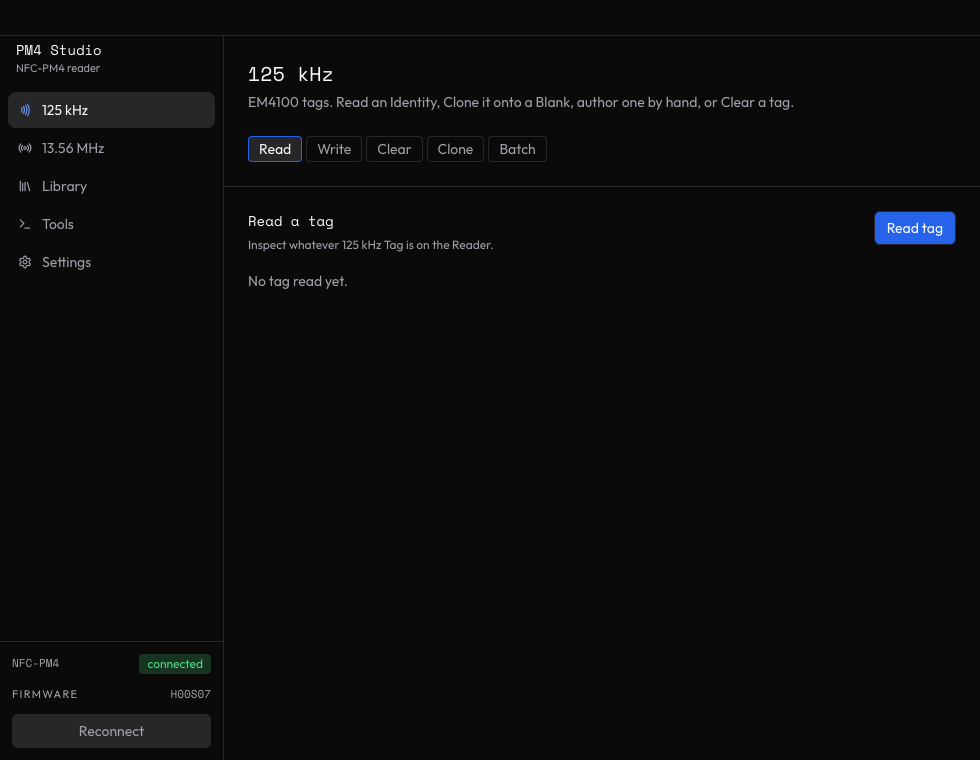 PM4 Studio
NFC-PM4 reader
125 kHz
13.56 MHz
Library
Tools
Settings
NFC-PM4 connected
FIRMWARE H00S07
Reconnect
125 kHz
EM4100 tags. Read an Identity, Clone it onto a Blank, author one by hand, or Clear a tag.
Read Write Clear Clone Batch
Read a tag
Inspect whatever 125 kHz Tag is on the Reader.
Read tag
No tag read yet.